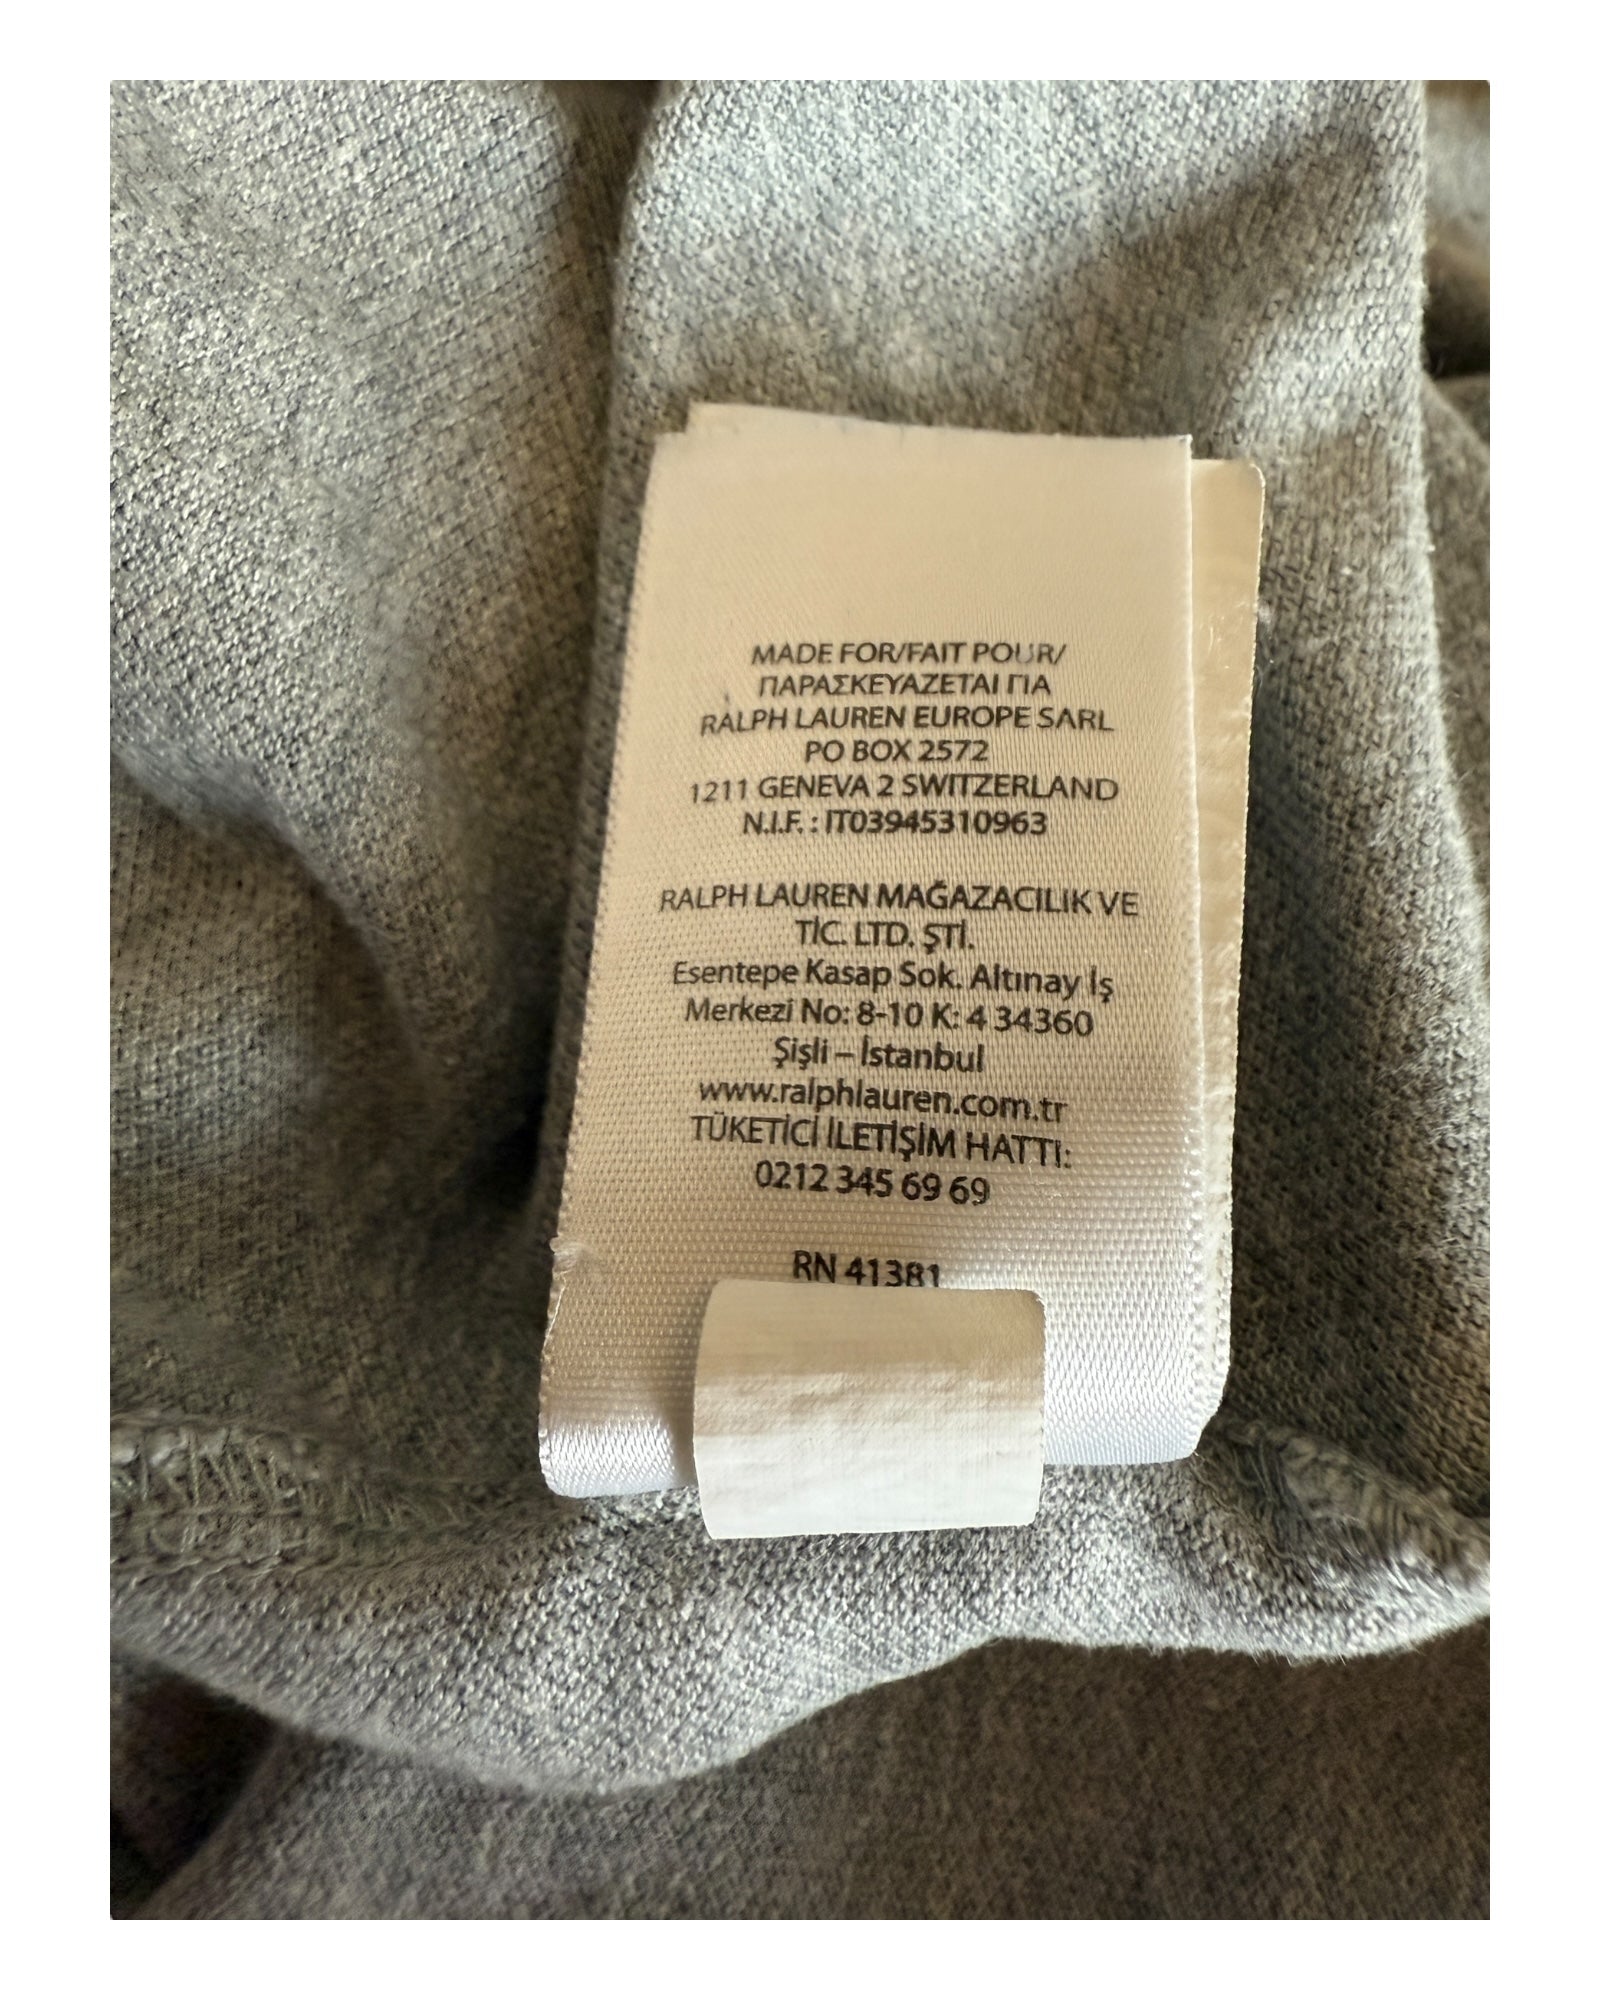 MADE FOR/FAIT POUR/
ΠΑΡΑΣΚΕΥΑΖΕΤΑΙ ΓΙΑ
RALPH LAUREN EUROPE SARL
PO BOX 2572
1211 GENEVA 2 SWITZERLAND
N.I.F. : IT03945310963
RALPH LAUREN MAĞAZACILIK VE
TİC. LTD. ŞTİ.
Esentepe Kasap Sok. Altınay İş
Merkezi No: 8-10 K: 4 34360
Şişli – İstanbul
www.ralphlauren.com.tr
TÜKETİCİ İLETİŞİM HATTI:
0212 345 69 69
RN 41381